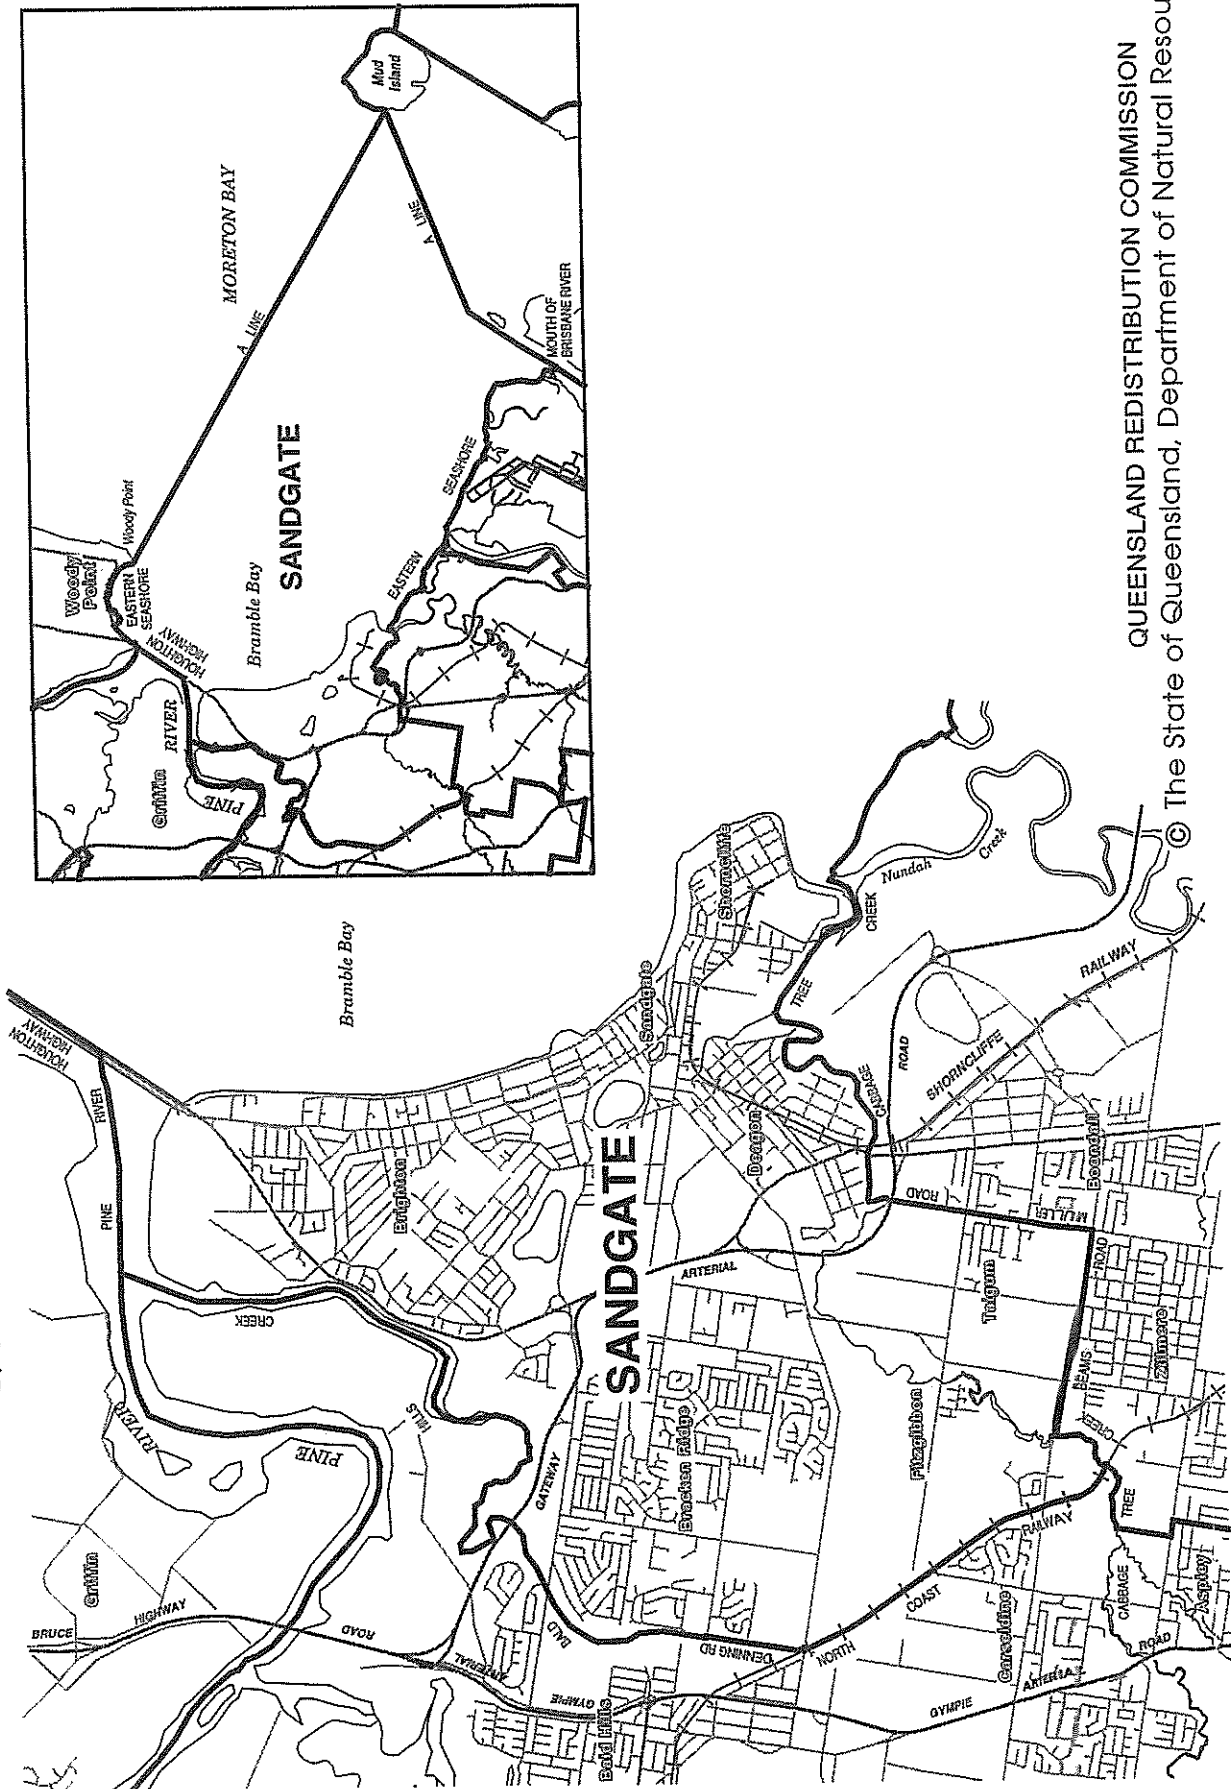 MORETON BAY
Mud
Island
A LINE
A LINE
Woody Point
Woody
Point
EASTERN
SEASHORE
HOUGHTON
HIGHWAY
SANDGATE
Bramble Bay
RIVER
Griffin
PINE
EASTERN
SEASHORE
MOUTH OF
BRISBANE RIVER
HOUGHTON
HIGHWAY
Bramble Bay
RIVER
PINE
CREEK
Brighton
Sandgate
Shorncliffe
RIVER
PINE
HILLS
Griffin
BRUCE
HIGHWAY
ROAD
ARTERIAL
GATEWAY
SANDGATE
ARTERIAL
Deagon
TREE
CREEK
Nundah
Creek
CABBAGE
ROAD
SHORNCLIFFE
RAILWAY
Bracken Ridge
BALD
Bald Hills
GYMPIE
DENNING RD
NORTH
COAST
RAILWAY
Fitzgibbon
Taigum
ROAD
MULLER
Boondall
ROAD
BEAMS
Zillmere
CREEK
TREE
CABBAGE
Carseldine
GYMPIE
ARTERIAL
ROAD
Aspley
QUEENSLAND REDISTRIBUTION COMMISSION
© The State of Queensland, Department of Natural Resou